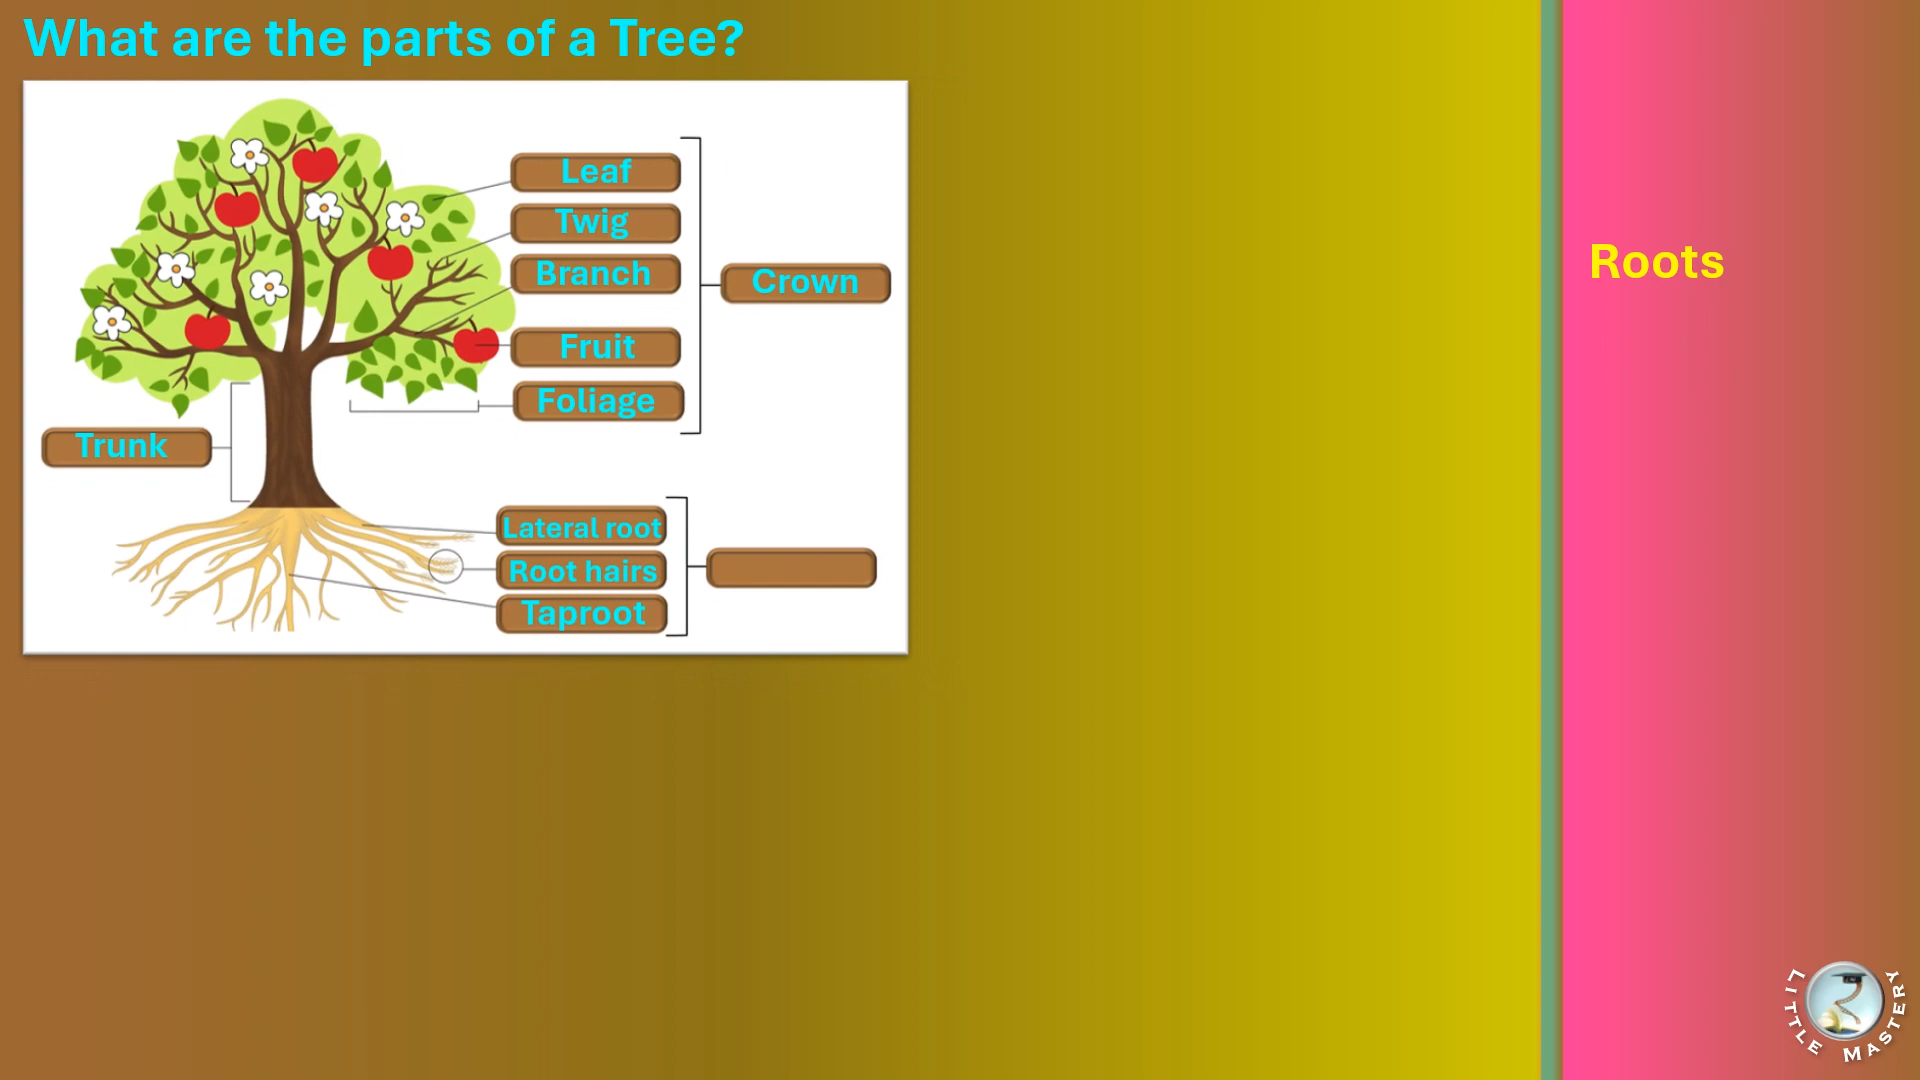 What are the parts of a Tree?
Leaf
Twig
Branch
Crown
Fruit
Foliage
Trunk
Lateral root
Root hairs
Taproot
Roots
LITTLE MASTERY